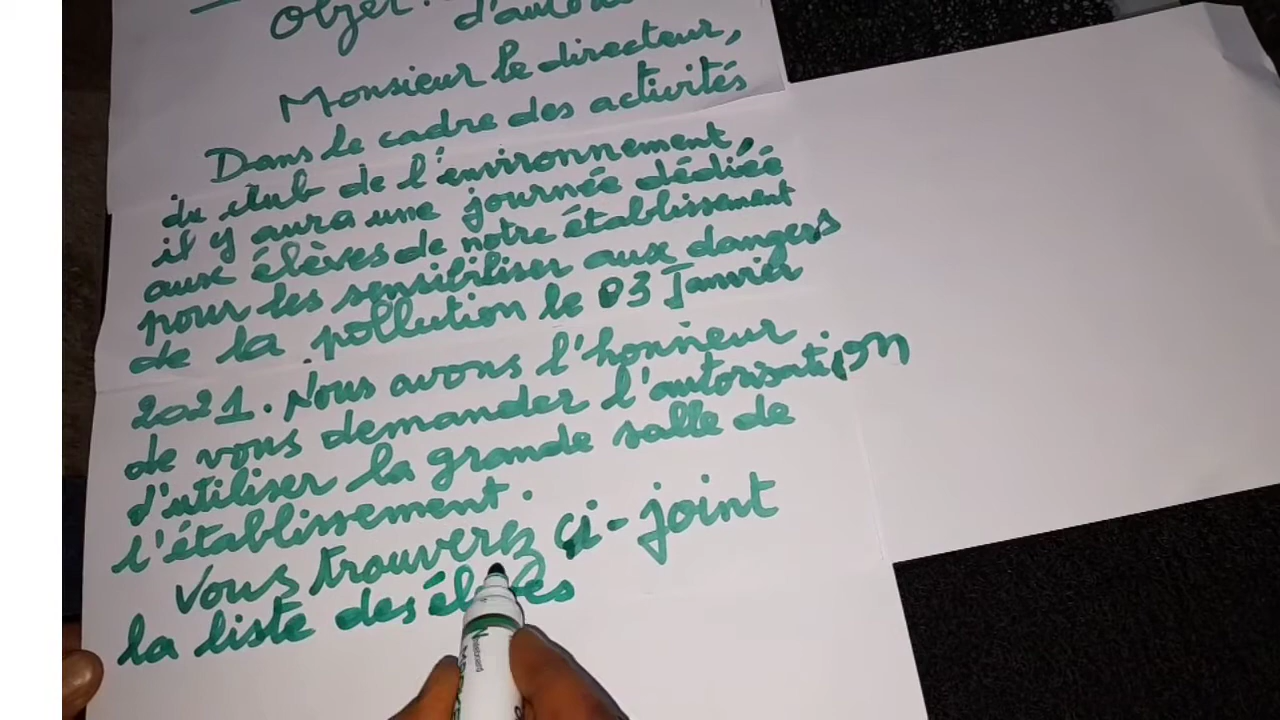 Objet:
d'auto
Monsieur le directeur,
Dans le cadre des activités
du club de l'environnement,
il y aura une journée dédiée
aux élèves de notre établissement
pour les sensibiliser aux dangers
de la pollution le 03 Janvier
2021. Nous avons l'honneur
de vous demander l'autorisation
d'utiliser la grande salle de
l'établissement.
Vous trouverez ci-joint
la liste des élèves